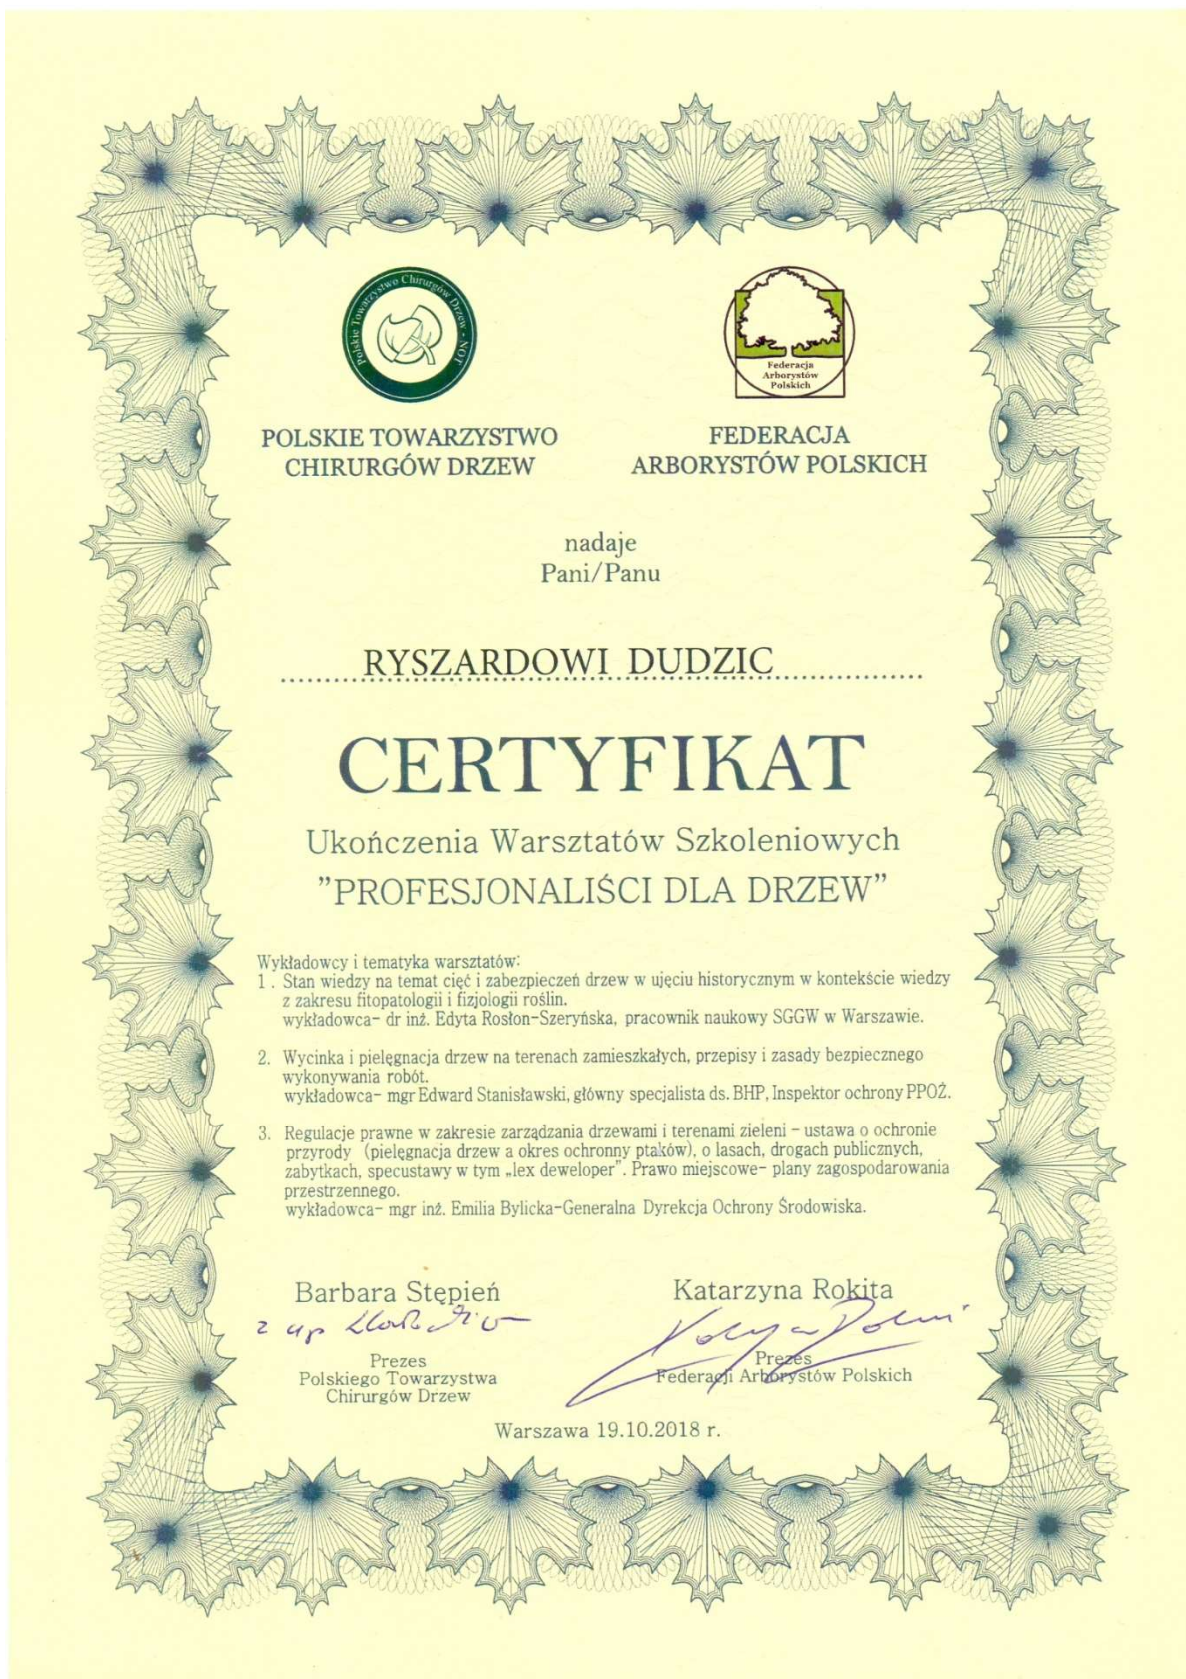 Polskie Towarzystwo Chirurgów Drzew - NOT
Federacja
Arborystów
Polskich
POLSKIE TOWARZYSTWO
CHIRURGÓW DRZEW
FEDERACJA
ARBORYSTÓW POLSKICH
nadaje
Pani/Panu
RYSZARDOWI DUDZIC
CERTYFIKAT
Ukończenia Warsztatów Szkoleniowych
”PROFESJONALIŚCI DLA DRZEW”
Wykładowcy i tematyka warsztatów:
1 . Stan wiedzy na temat cięć i zabezpieczeń drzew w ujęciu historycznym w kontekście wiedzy
z zakresu fitopatologii i fizjologii roślin.
wykładowca- dr inż. Edyta Rosłon-Szeryńska, pracownik naukowy SGGW w Warszawie.
2. Wycinka i pielęgnacja drzew na terenach zamieszkałych, przepisy i zasady bezpiecznego
wykonywania robót.
wykładowca- mgr Edward Stanisławski, główny specjalista ds. BHP, Inspektor ochrony PPOŻ.
3. Regulacje prawne w zakresie zarządzania drzewami i terenami zieleni - ustawa o ochronie
przyrody (pielęgnacja drzew a okres ochronny ptaków), o lasach, drogach publicznych,
zabytkach, specustawy w tym „lex deweloper”. Prawo miejscowe- plany zagospodarowania
przestrzennego.
wykładowca- mgr inż. Emilia Bylicka-Generalna Dyrekcja Ochrony Środowiska.
Barbara Stępień
z up
Prezes
Polskiego Towarzystwa
Chirurgów Drzew
Katarzyna Rokita
Prezes
Federacji Arborystów Polskich
Warszawa 19.10.2018 r.